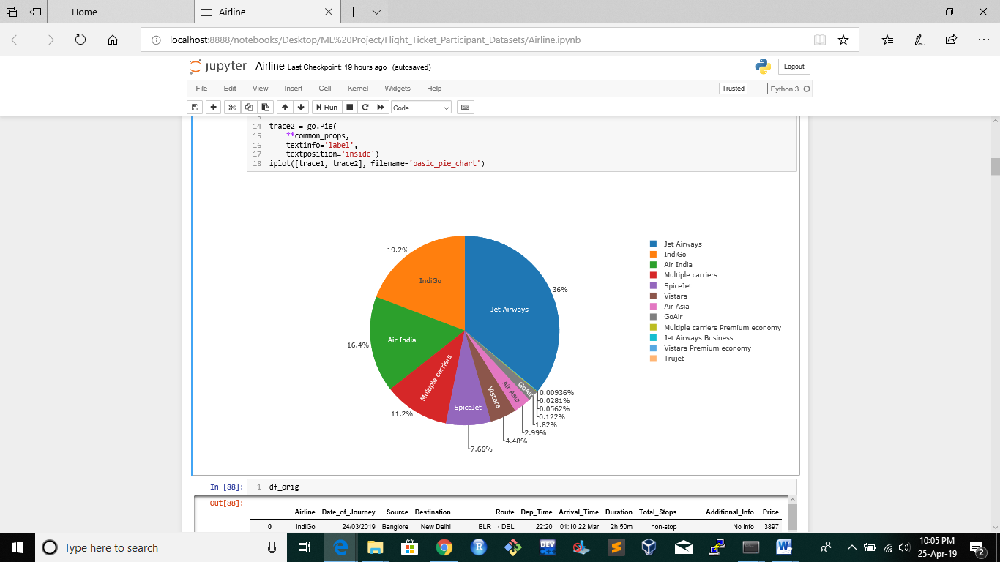 Home
Airline
localhost:8888/notebooks/Desktop/ML%20Project/Flight_Ticket_Participant_Datasets/Airline.ipynb
jupyter Airline Last Checkpoint: 19 hours ago (autosaved)
Logout
File Edit View Insert Cell Kernel Widgets Help
Trusted
Python 3
Run
Code
13
14 trace2 = go.Pie(
15 **common_props,
16 textinfo='label',
17 textposition='inside')
18 iplot([trace1, trace2], filename='basic_pie_chart')
19.2%
IndiGo
36%
Jet Airways
16.4%
Air India
Multiple carriers
11.2%
SpiceJet
7.66%
Vistara
4.48%
Air Asia
2.99%
GoAir
1.82%
0.122%
0.0562%
0.0281%
0.00936%
Jet Airways
IndiGo
Air India
Multiple carriers
SpiceJet
Vistara
Air Asia
GoAir
Multiple carriers Premium economy
Jet Airways Business
Vistara Premium economy
Trujet
In [88]: 1 df_orig
Out[88]:
Airline Date_of_Journey Source Destination Route Dep_Time Arrival_Time Duration Total_Stops Additional_Info Price
0 IndiGo 24/03/2019 Banglore New Delhi BLR → DEL 22:20 01:10 22 Mar 2h 50m non-stop No info 3897
Type here to search
DEV
10:05 PM
25-Apr-19
2